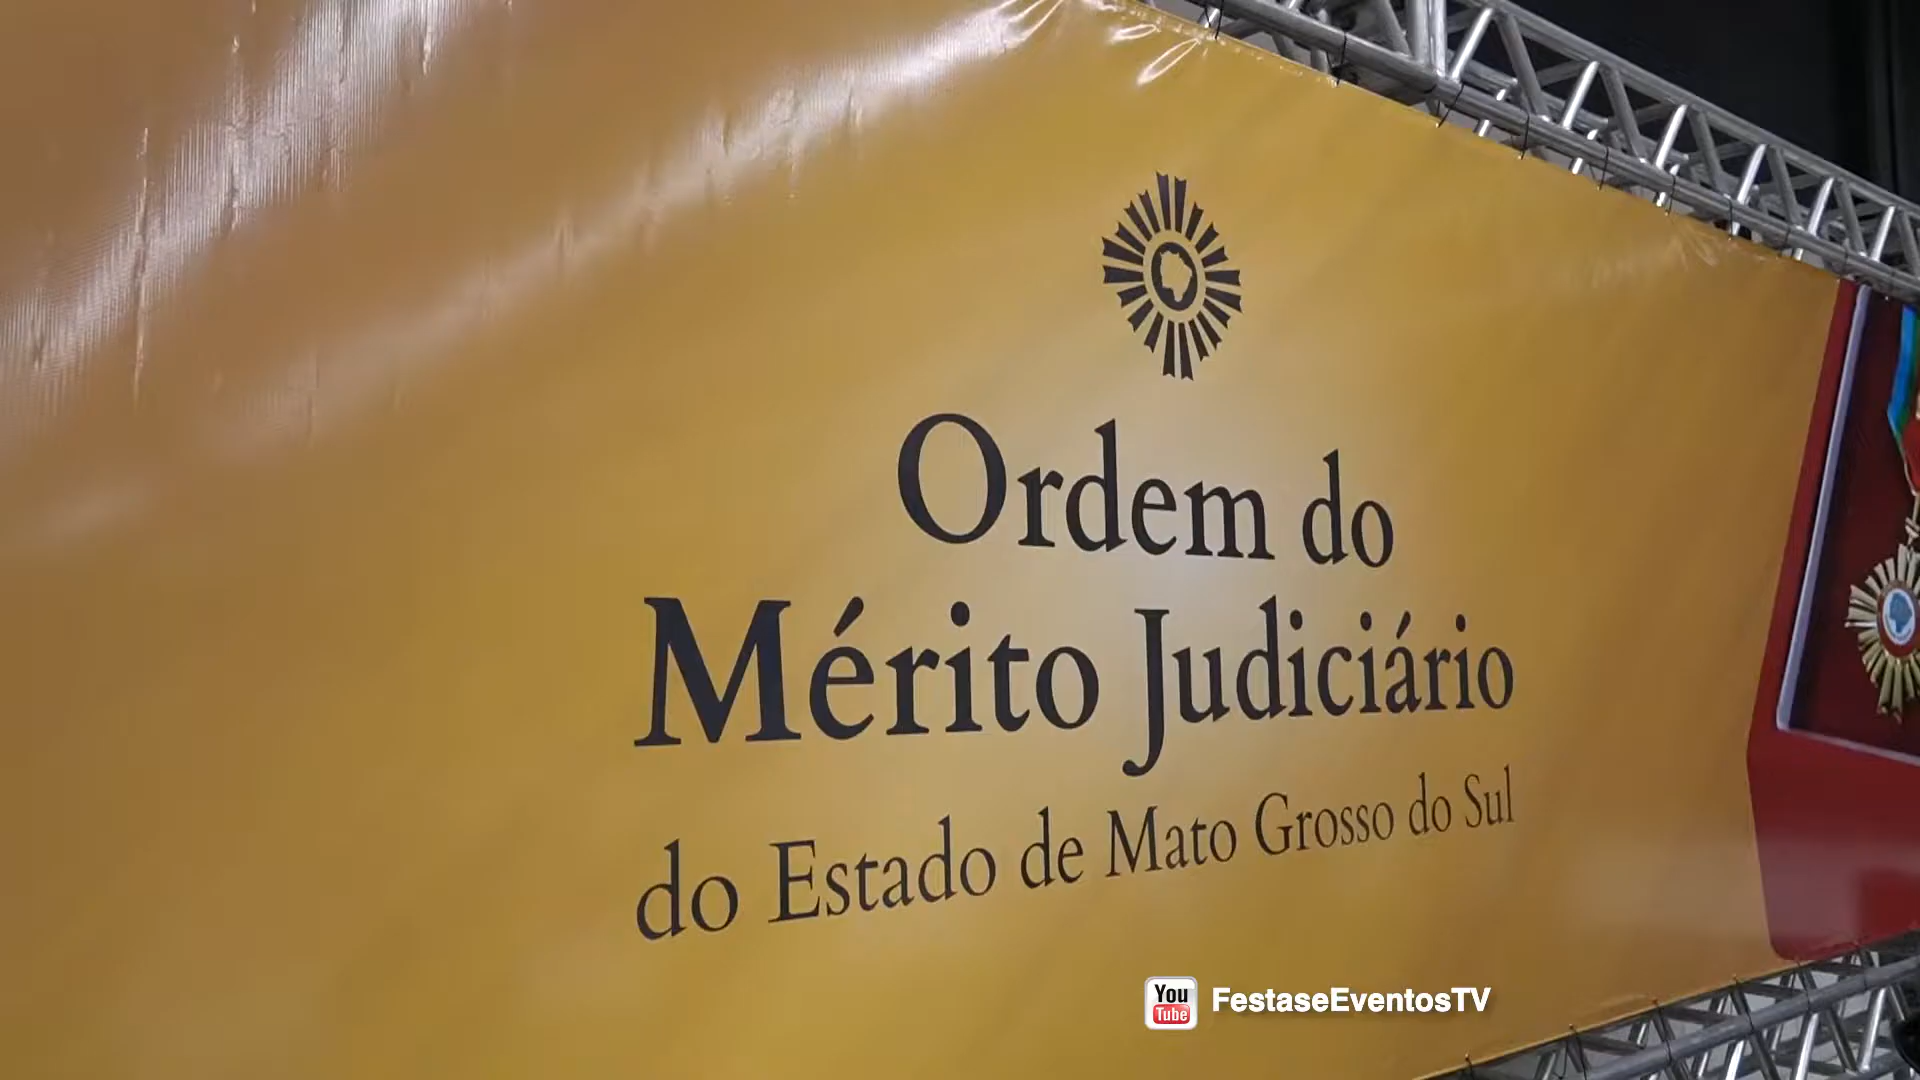 Ordem do
Mérito Judiciário
do Estado de Mato Grosso do Sul
You
Tube
FestaseEventosTV